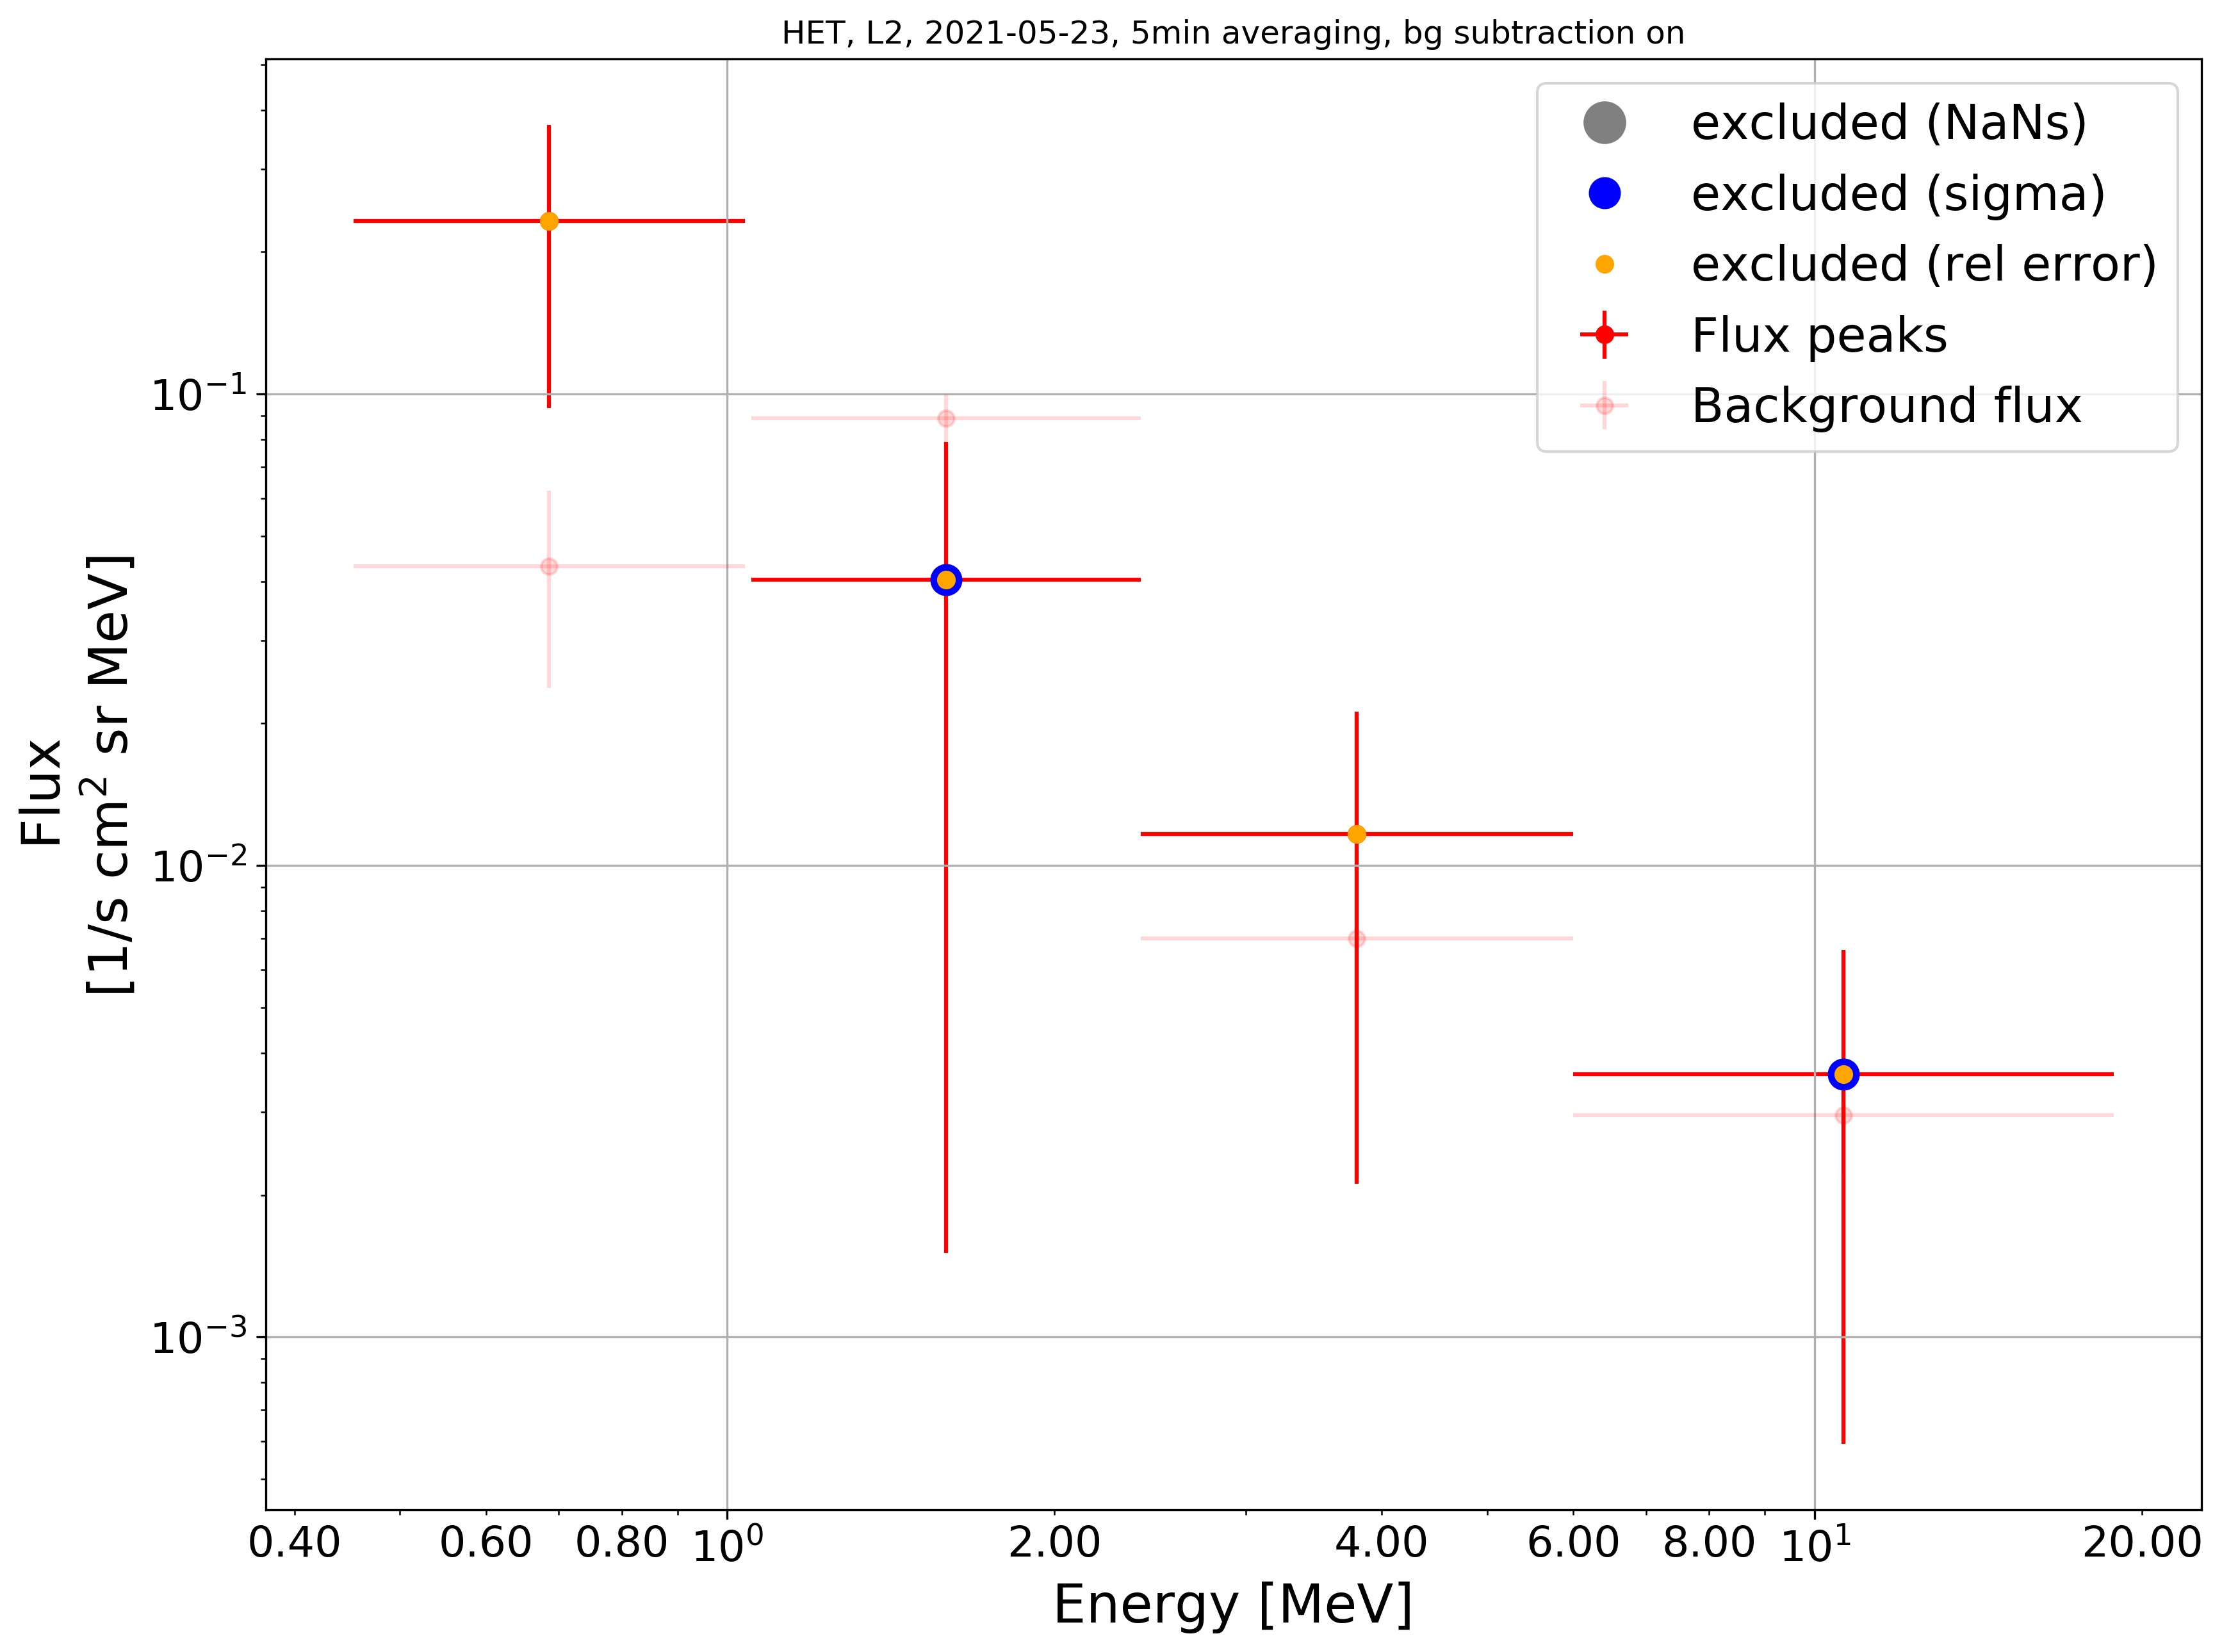 HET, L2, 2021-05-23, 5min averaging, bg subtraction on
excluded (NaNs)
excluded (sigma)
excluded (rel error)
Flux peaks
Background flux
Flux
[1/s cm² sr MeV]
10⁻¹
10⁻²
10⁻³
0.40 0.60 0.80 10⁰ 2.00 4.00 6.00 8.00 10¹ 20.00
Energy [MeV]